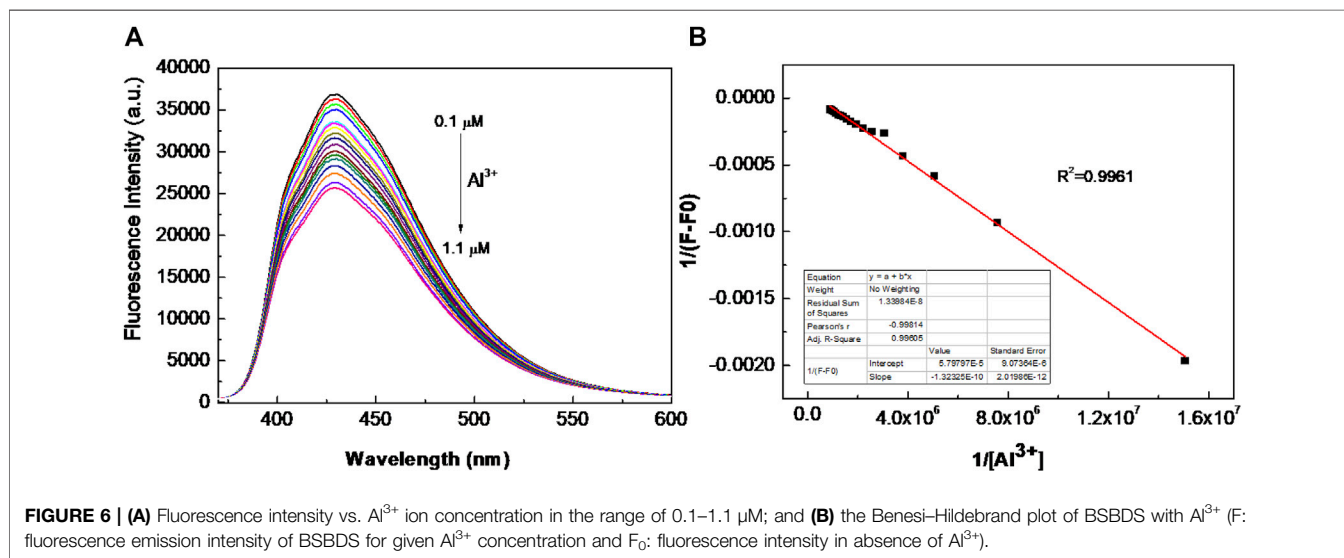 A
B
40000
35000
30000
25000
20000
15000
10000
5000
0
Fluorescence Intensity (a.u.)
0.1 µM
Al³⁺
1.1 µM
400 450 500 550 600
Wavelength (nm)
0.0000
-0.0005
-0.0010
-0.0015
-0.0020
1/(F-F0)
R²=0.9961
Equation y = a + b*x
Weight No Weighting
Residual Sum of Squares 1.33984E-8
Pearson's r -0.99814
Adj. R-Square 0.99605
Value Standard Error
1/(F-F0) Intercept 5.79797E-5 9.07364E-6
Slope -1.32325E-10 2.01986E-12
0.0 4.0x10⁶ 8.0x10⁶ 1.2x10⁷ 1.6x10⁷
1/[Al³⁺]
FIGURE 6 | (A) Fluorescence intensity vs. Al³⁺ ion concentration in the range of 0.1–1.1 µM; and (B) the Benesi–Hildebrand plot of BSBDS with Al³⁺ (F:
fluorescence emission intensity of BSBDS for given Al³⁺ concentration and F₀: fluorescence intensity in absence of Al³⁺).